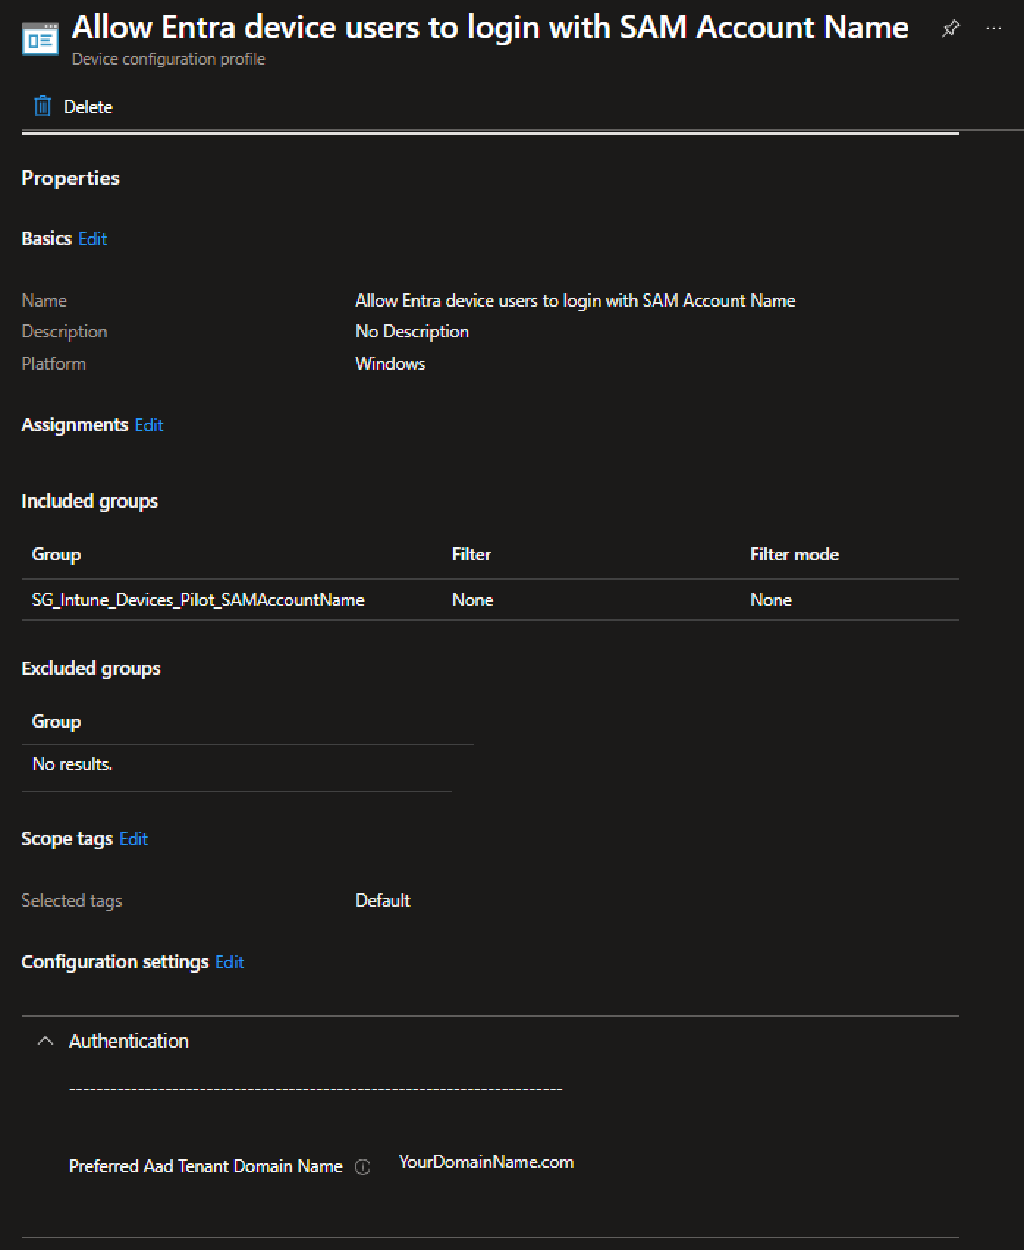 Allow Entra device users to login with SAM Account Name
Device configuration profile
Delete
Properties
Basics Edit
Name Allow Entra device users to login with SAM Account Name
Description No Description
Platform Windows
Assignments Edit
Included groups
Group Filter Filter mode
SG_Intune_Devices_Pilot_SAMAccountName None None
Excluded groups
Group
No results.
Scope tags Edit
Selected tags Default
Configuration settings Edit
Authentication
Preferred Aad Tenant Domain Name YourDomainName.com